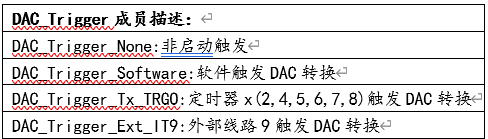 DAC_Trigger 成员描述：
DAC_Trigger_None:非启动触发
DAC_Trigger_Software:软件触发 DAC 转换
DAC_Trigger_Tx_TRGO:定时器 x(2,4,5,6,7,8)触发 DAC 转换
DAC_Trigger_Ext_IT9:外部线路 9 触发 DAC 转换